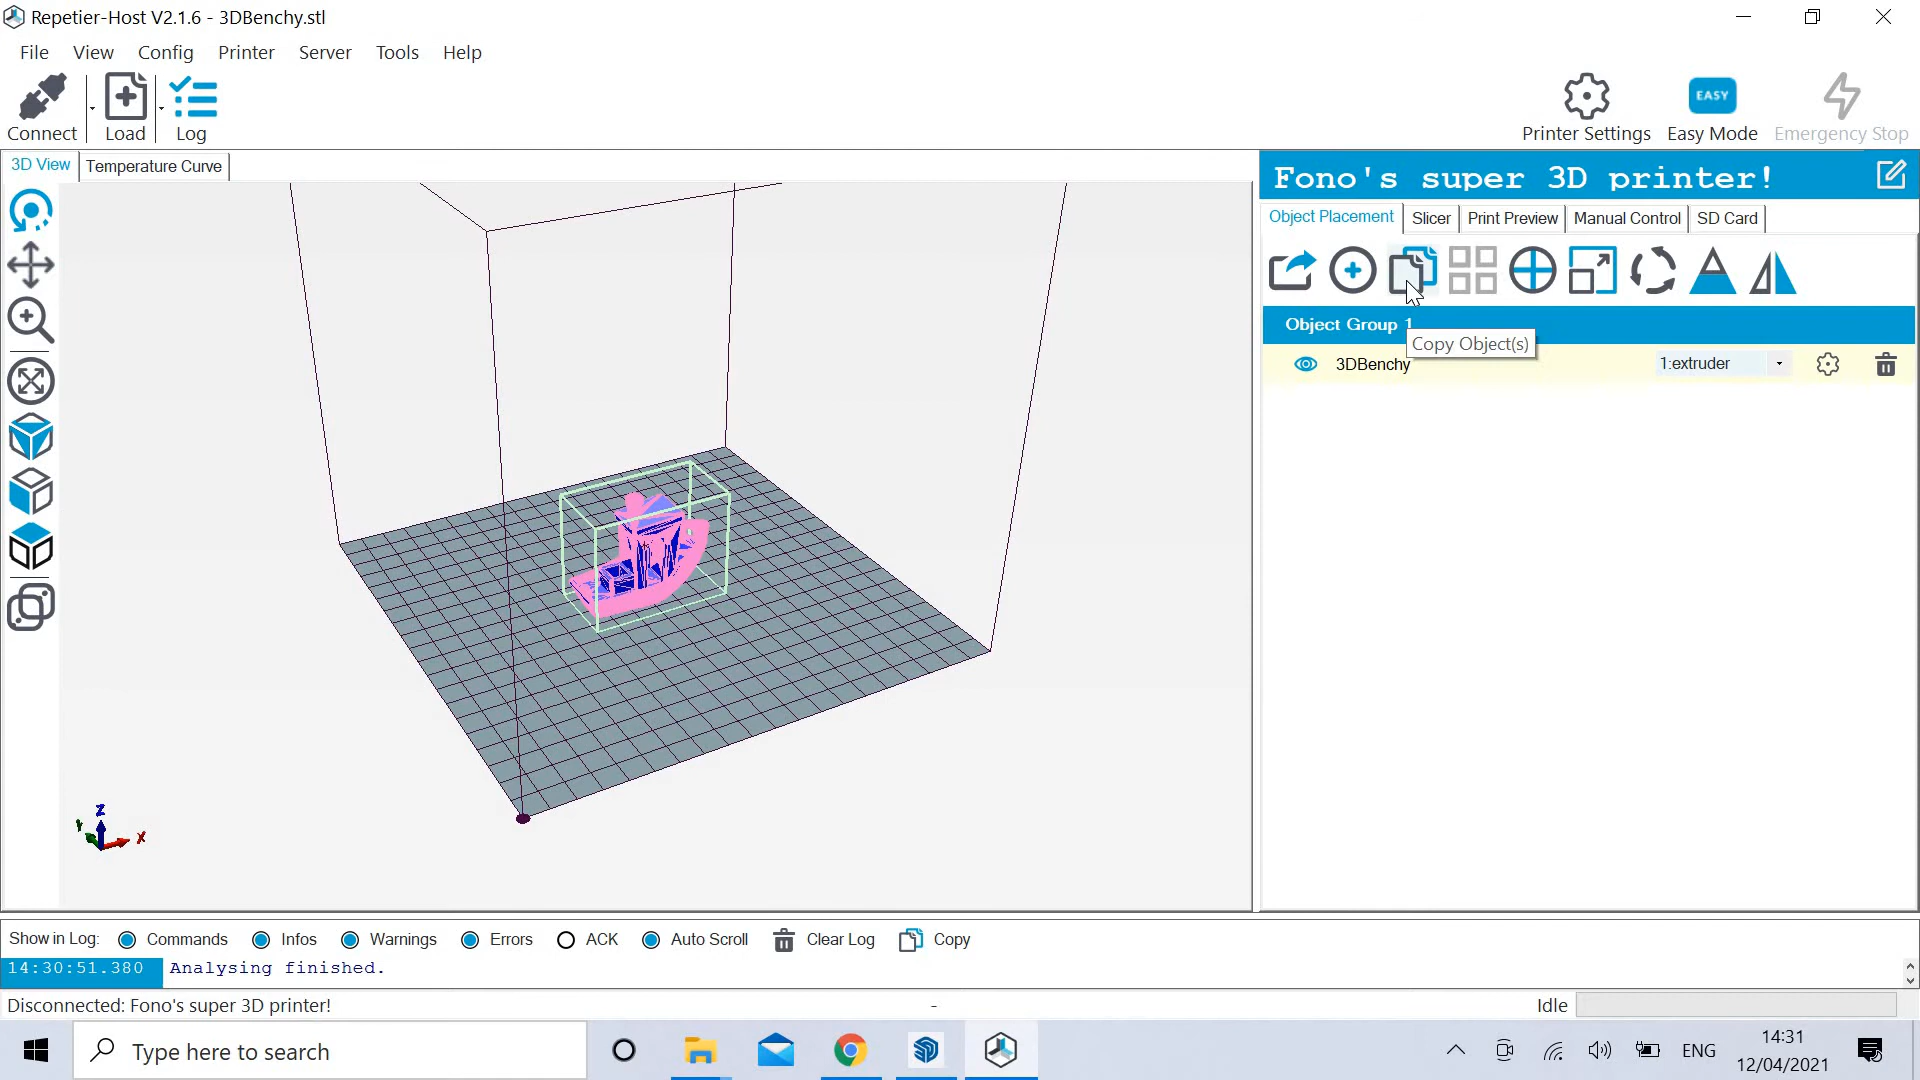 Repetier-Host V2.1.6 - 3DBenchy.stl
File View Config Printer Server Tools Help
Connect Load Log
EASY
Printer Settings Easy Mode Emergency Stop
3D View Temperature Curve
Fono's super 3D printer!
Object Placement Slicer Print Preview Manual Control SD Card
Object Group 1
Copy Object(s)
3DBenchy 1:extruder
Z
Y
X
Show in Log: Commands Infos Warnings Errors ACK Auto Scroll Clear Log Copy
14:30:51.380 Analysing finished.
Disconnected: Fono's super 3D printer! - Idle
Type here to search
ENG
14:31
12/04/2021